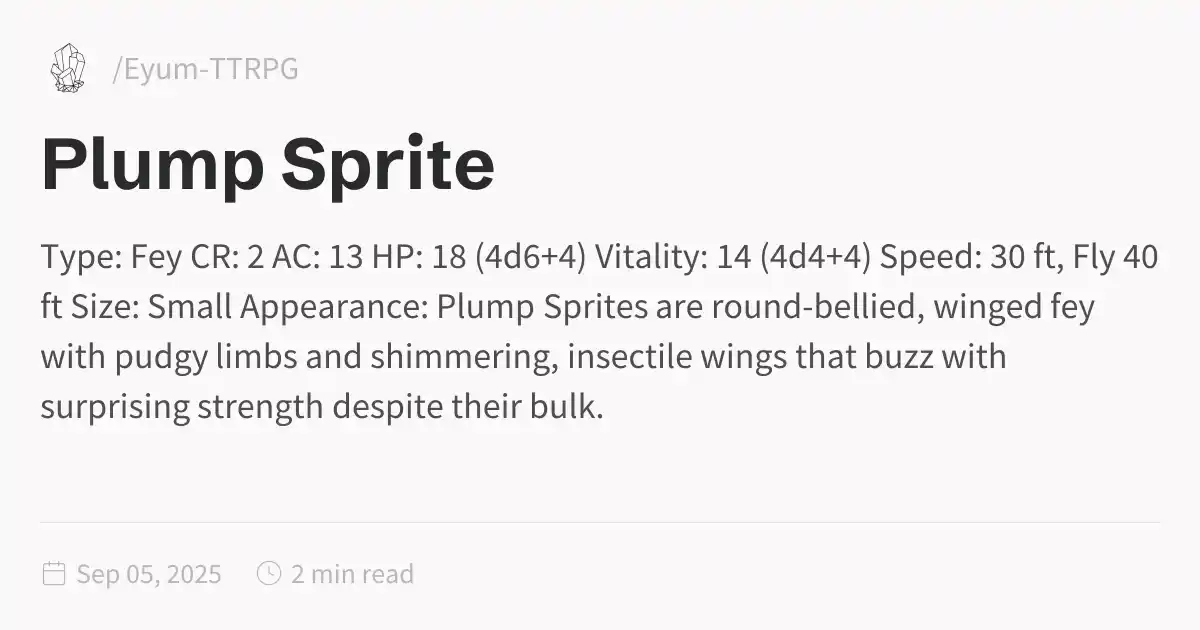 /Eyum-TTRPG
Plump Sprite
Type: Fey CR: 2 AC: 13 HP: 18 (4d6+4) Vitality: 14 (4d4+4) Speed: 30 ft, Fly 40
ft Size: Small Appearance: Plump Sprites are round-bellied, winged fey
with pudgy limbs and shimmering, insectile wings that buzz with
surprising strength despite their bulk.
Sep 05, 2025 2 min read